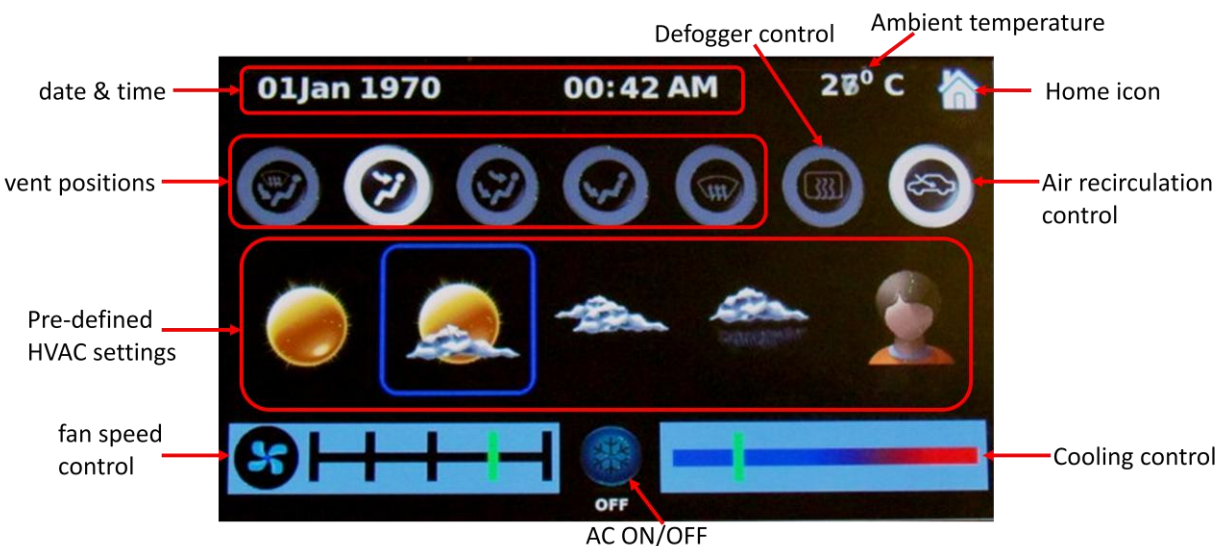 Ambient temperature
Defogger control
date & time
01Jan 1970
00:42 AM
⁰ C
Home icon
vent positions
Air recirculation
control
Pre-defined
HVAC settings
fan speed
control
OFF
Cooling control
AC ON/OFF